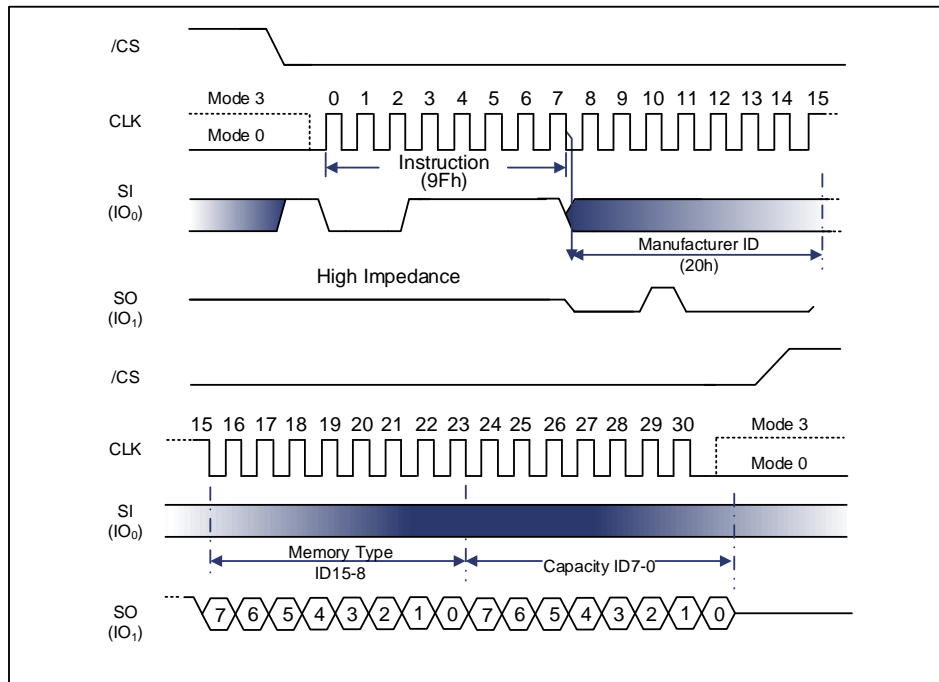 /CS
Mode 3
0 1 2 3 4 5 6 7 8 9 10 11 12 13 14 15
CLK
Mode 0
Instruction
(9Fh)
SI
(IO0)
Manufacturer ID
(20h)
High Impedance
SO
(IO1)
/CS
15 16 17 18 19 20 21 22 23 24 25 26 27 28 29 30
Mode 3
CLK
Mode 0
SI
(IO0)
Memory Type
ID15-8
Capacity ID7-0
SO
(IO1)
7 6 5 4 3 2 1 0 7 6 5 4 3 2 1 0